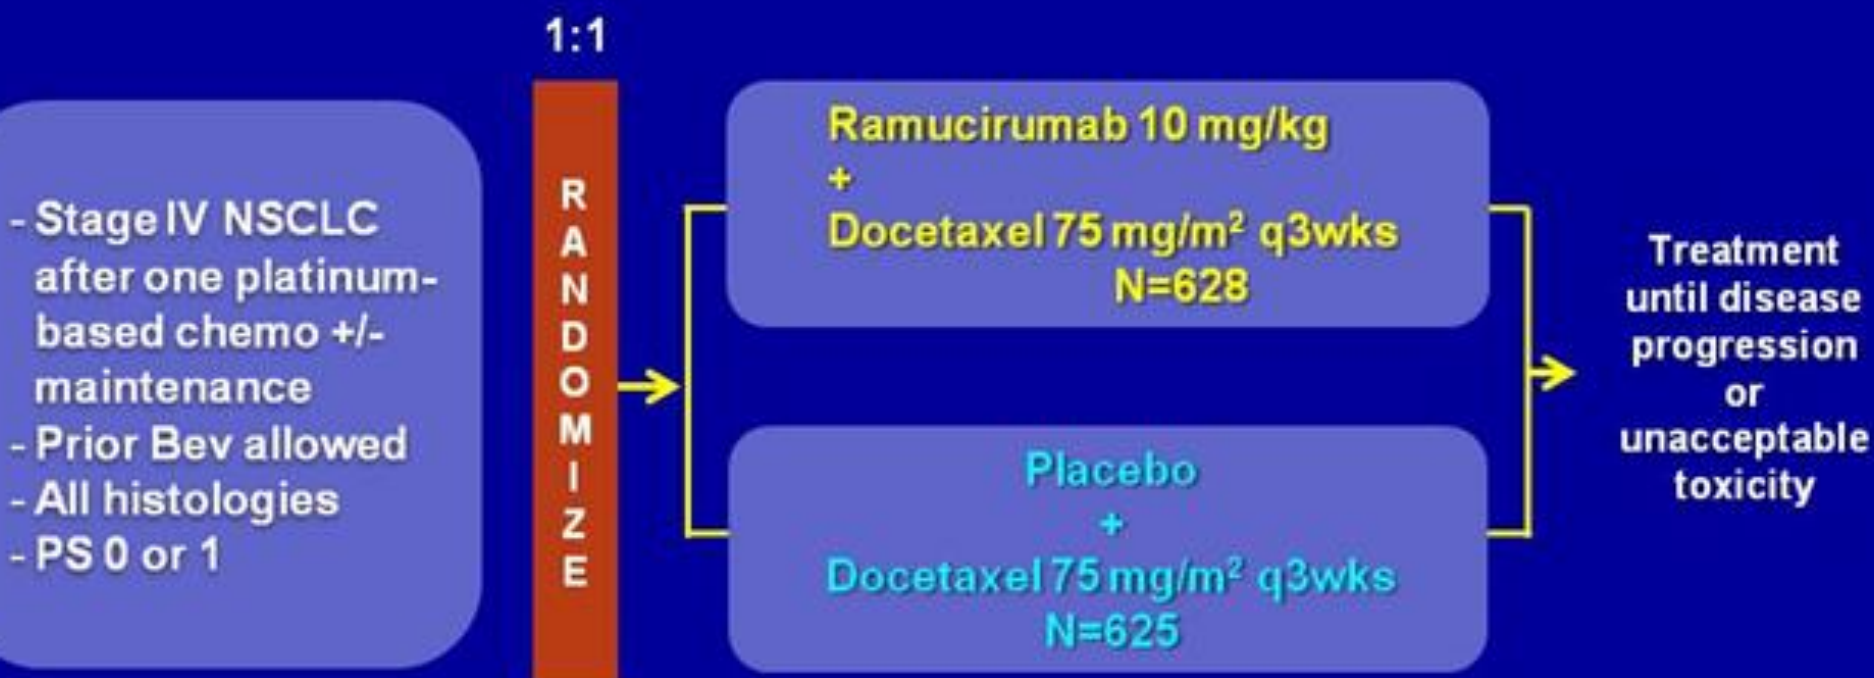 1:1
- Stage IV NSCLC
after one platinum-
based chemo +/-
maintenance
- Prior Bev allowed
- All histologies
- PS 0 or 1
R
A
N
D
O
M
I
Z
E
Ramucirumab 10 mg/kg
+
Docetaxel 75 mg/m² q3wks
N=628
Placebo
+
Docetaxel 75 mg/m² q3wks
N=625
Treatment
until disease
progression
or
unacceptable
toxicity